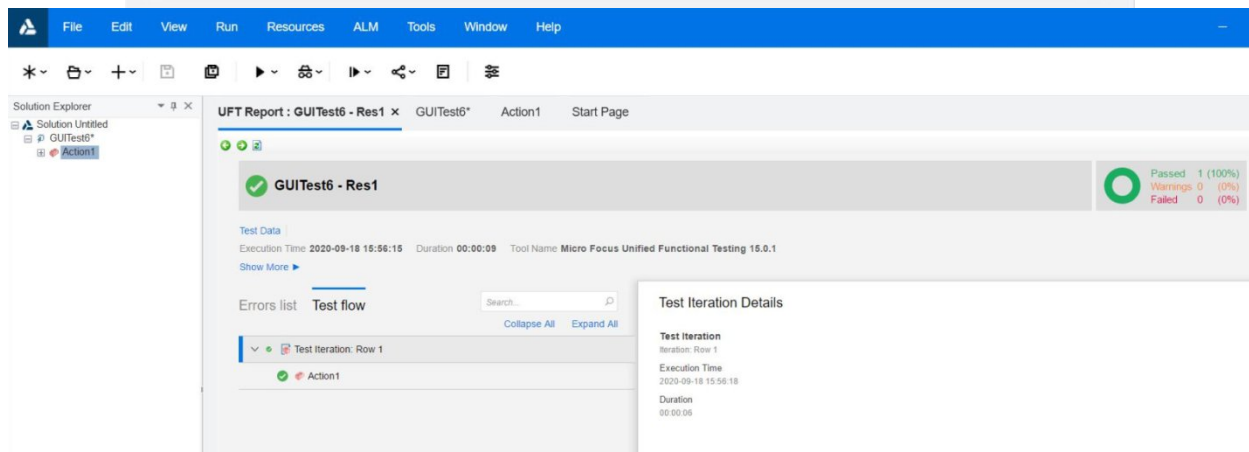 File Edit View Run Resources ALM Tools Window Help
Solution Explorer
Solution Untitled
GUITest6*
Action1
UFT Report : GUITest6 - Res1 GUITest6* Action1 Start Page
GUITest6 - Res1
Passed 1 (100%)
Warnings 0 (0%)
Failed 0 (0%)
Test Data
Execution Time 2020-09-18 15:56:15 Duration 00:00:09 Tool Name Micro Focus Unified Functional Testing 15.0.1
Show More
Errors list Test flow
Search...
Collapse All Expand All
Test Iteration: Row 1
Action1
Test Iteration Details
Test Iteration
Iteration: Row 1
Execution Time
2020-09-18 15:56:18
Duration
00:00:06